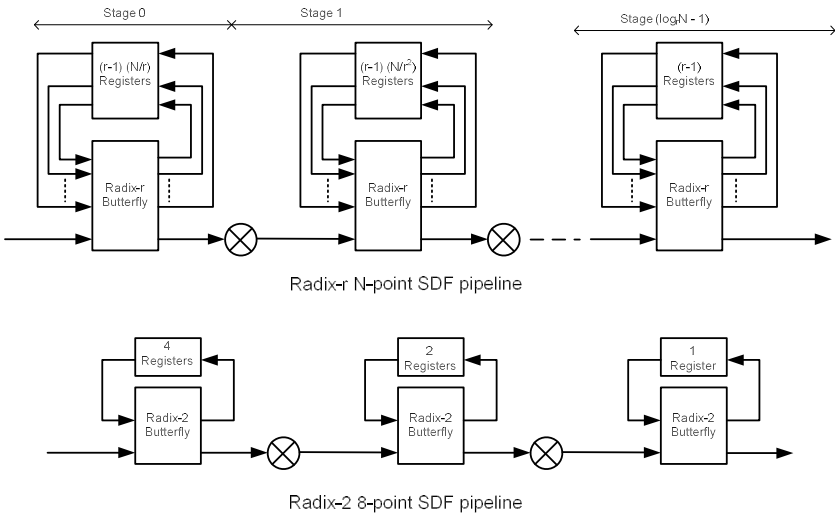 Stage 0
Stage 1
Stage (logrN - 1)
(r-1) (N/r)
Registers
(r-1) (N/r²)
Registers
(r-1)
Registers
Radix-r
Butterfly
Radix-r
Butterfly
Radix-r
Butterfly
Radix-r N-point SDF pipeline
4
Registers
2
Registers
1
Register
Radix-2
Butterfly
Radix-2
Butterfly
Radix-2
Butterfly
Radix-2 8-point SDF pipeline